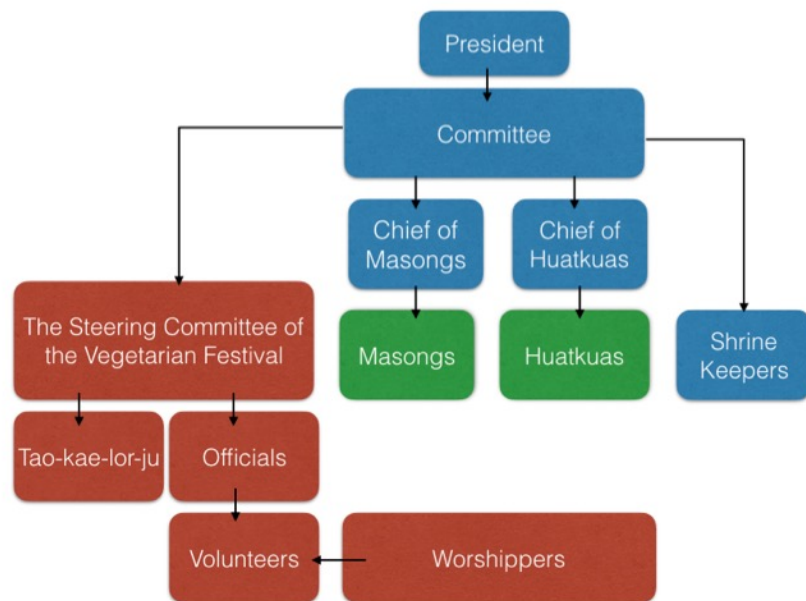 President
Committee
Chief of
Masongs
Chief of
Huatkuas
The Steering Committee of
the Vegetarian Festival
Masongs
Huatkuas
Shrine
Keepers
Tao-kae-lor-ju
Officials
Volunteers
Worshippers